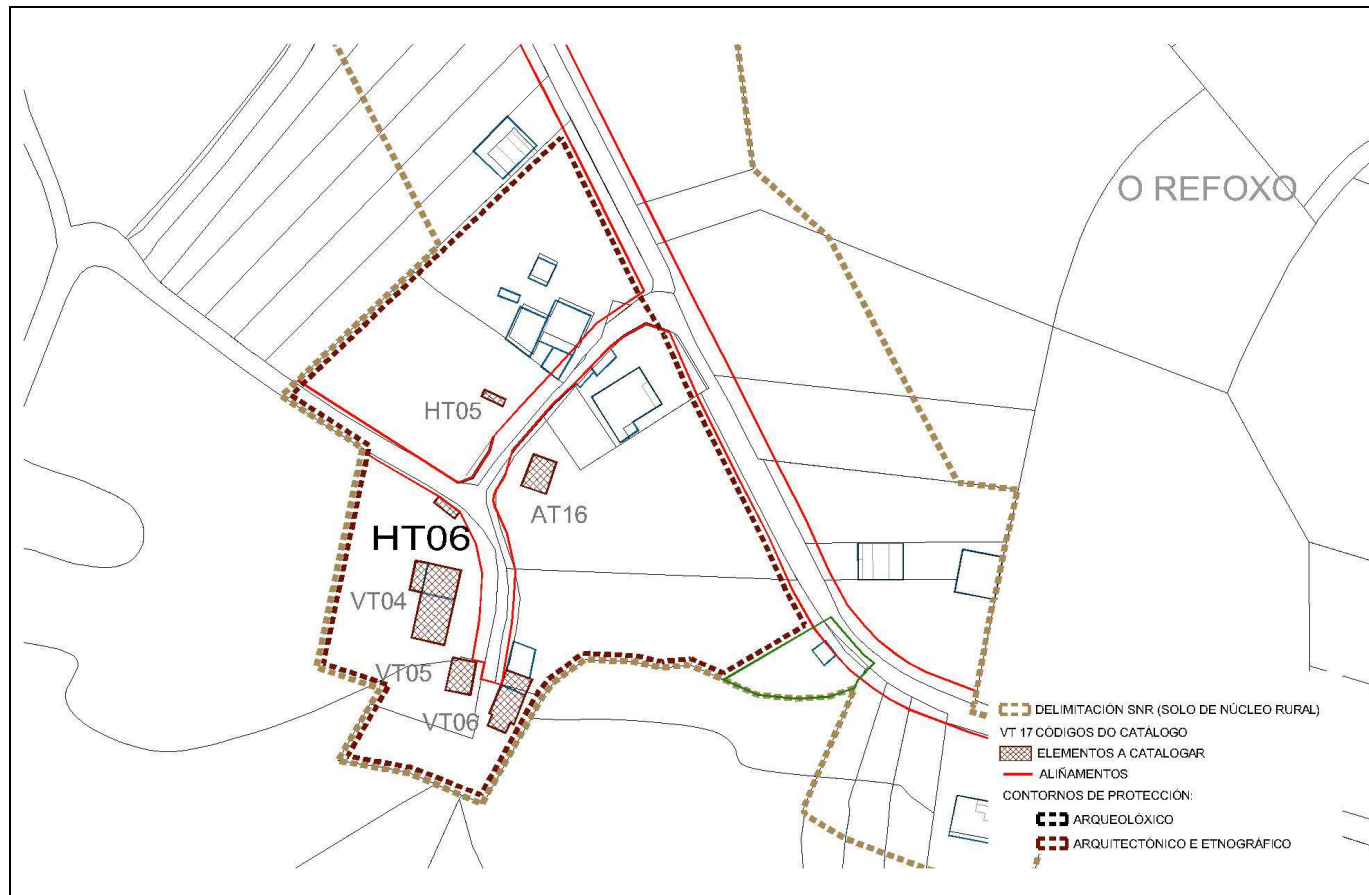 O REFOXO
HT05
AT16
HT06
VT04
VT05
VT06
DELIMITACIÓN SNR (SOLO DE NÚCLEO RURAL)
VT 17 CÓDIGOS DO CATÁLOGO
ELEMENTOS A CATALOGAR
ALIÑAMENTOS
CONTORNOS DE PROTECCIÓN:
ARQUEOLÓXICO
ARQUITECTÓNICO E ETNOGRÁFICO